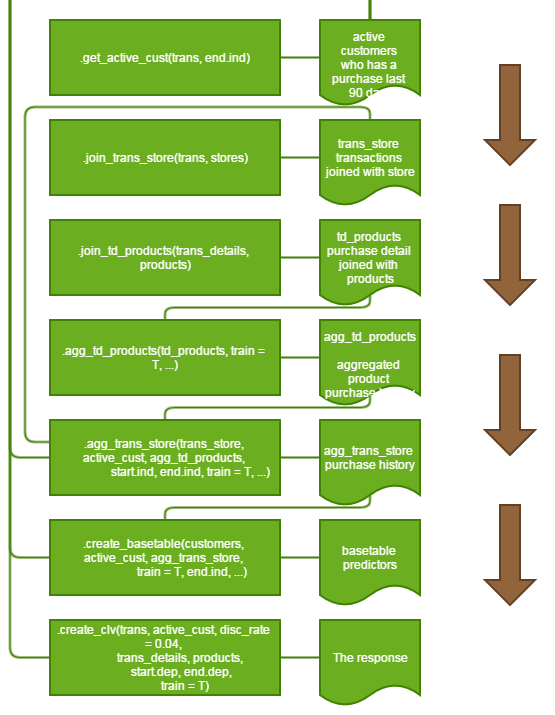 .get_active_cust(trans, end.ind)
active
customers
who has a
purchase last
90
.join_trans_store(trans, stores)
trans_store
transactions
joined with store
.join_td_products(trans_details,
products)
td_products
purchase detail
joined with
products
.agg_td_products(td_products, train =
T, ...)
agg_td_products
aggregated
product
purchase
.agg_trans_store(trans_store,
active_cust, agg_td_products,
start.ind, end.ind, train = T, ...)
agg_trans_store
purchase history
.create_basetable(customers,
active_cust, agg_trans_store,
train = T, end.ind, ...)
basetable
predictors
.create_clv(trans, active_cust, disc_rate
= 0.04,
trans_details, products,
start.dep, end.dep,
train = T)
The response